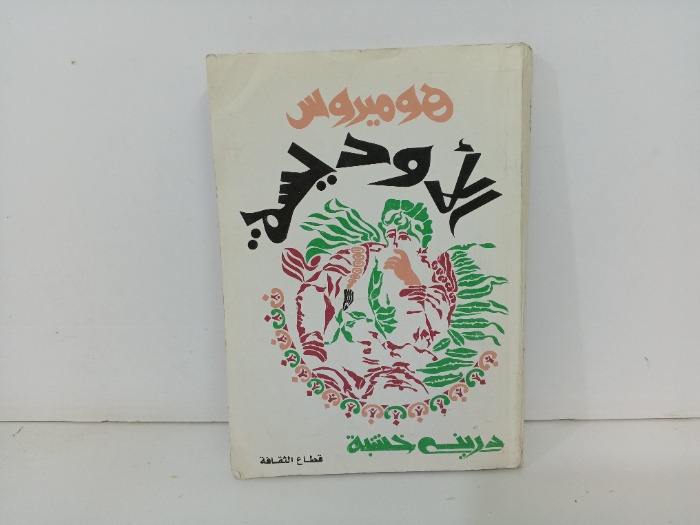 هوميروس
الأوديسة
دريني خشبة
قطاع الثقافة